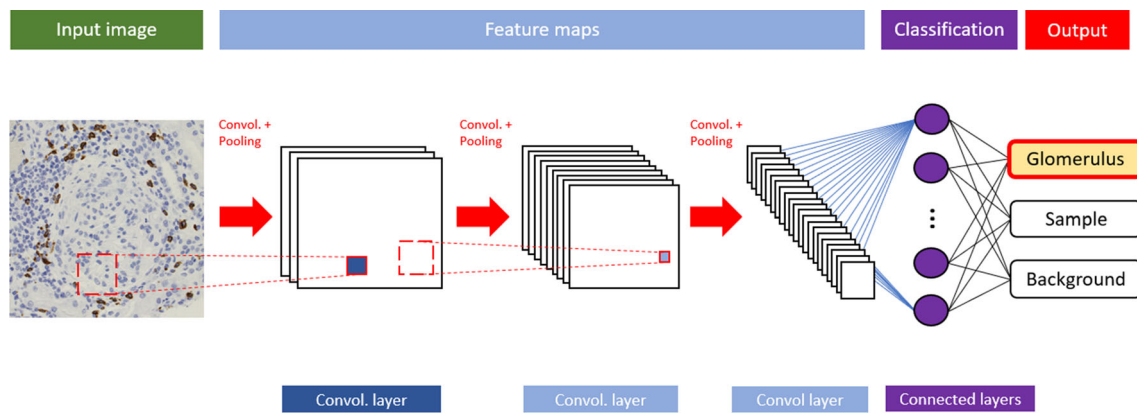 Input image
Feature maps
Classification
Output
Convol. +
Pooling
Convol. +
Pooling
Convol. +
Pooling
Glomerulus
Sample
...
Background
Convol. layer
Convol. layer
Convol layer
Connected layers